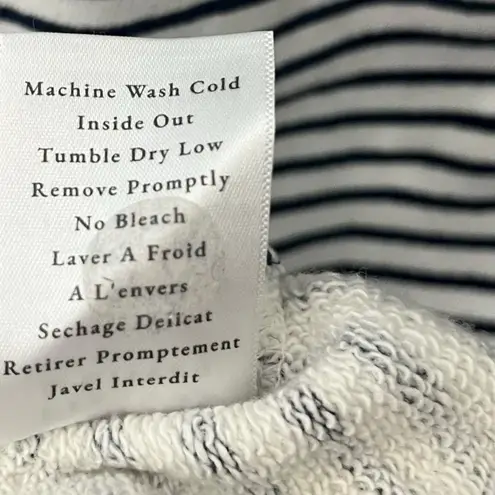 Machine Wash Cold
Inside Out
Tumble Dry Low
Remove Promptly
No Bleach
Laver A Froid
A L'envers
Sechage Delicat
Retirer Promptement
Javel Interdit